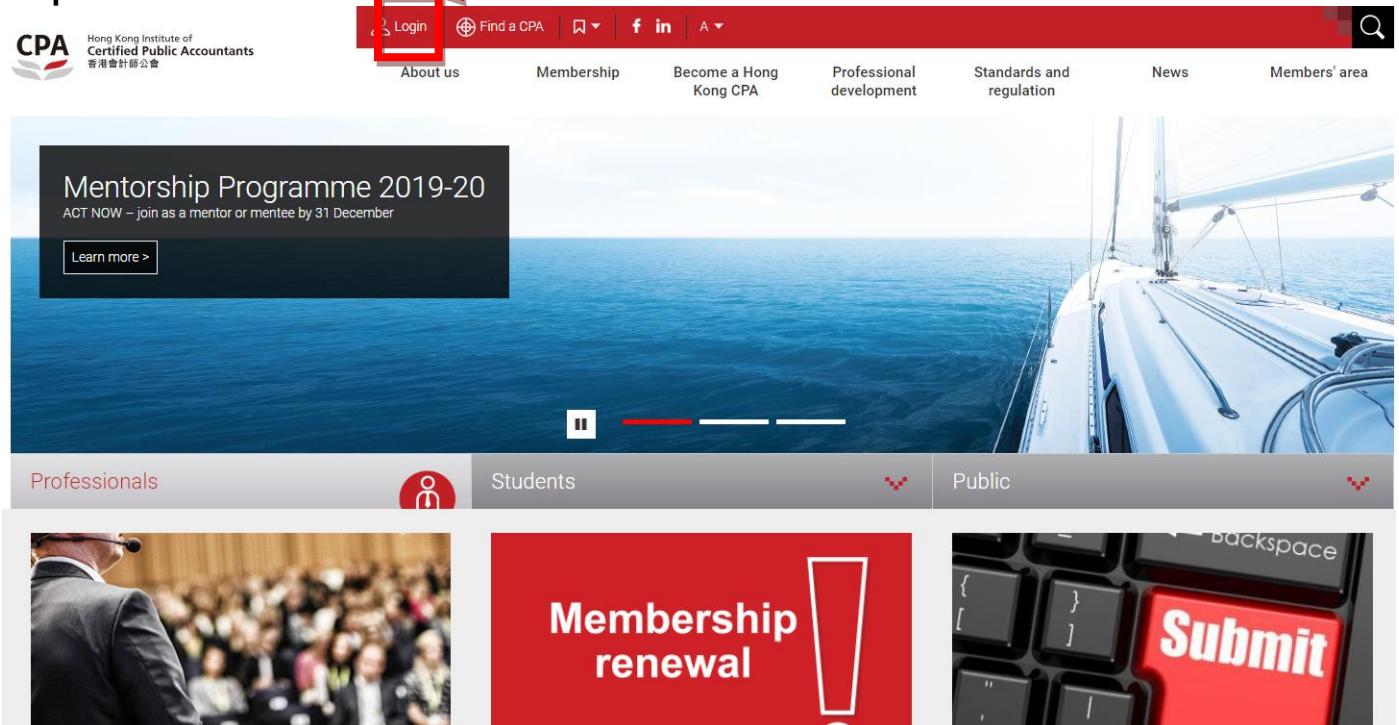 Login
Find a CPA
f in
A
CPA
Hong Kong Institute of
Certified Public Accountants
香港會計師公會
About us
Membership
Become a Hong
Kong CPA
Professional
development
Standards and
regulation
News
Members' area
Mentorship Programme 2019-20
ACT NOW – join as a mentor or mentee by 31 December
Learn more >
Professionals
Students
Public
Membership
renewal
!
Backspace
{
[
}
]
Submit
"
'
|